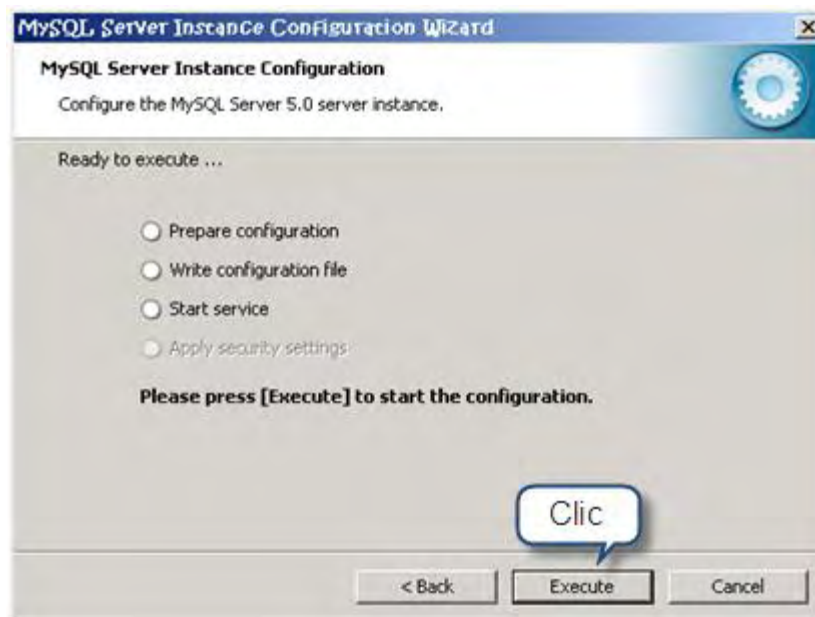 MySQL Server Instance Configuration Wizard
MySQL Server Instance Configuration
Configure the MySQL Server 5.0 server instance.
Ready to execute ...
Prepare configuration
Write configuration file
Start service
Apply security settings
Please press [Execute] to start the configuration.
Clic
< Back
Execute
Cancel